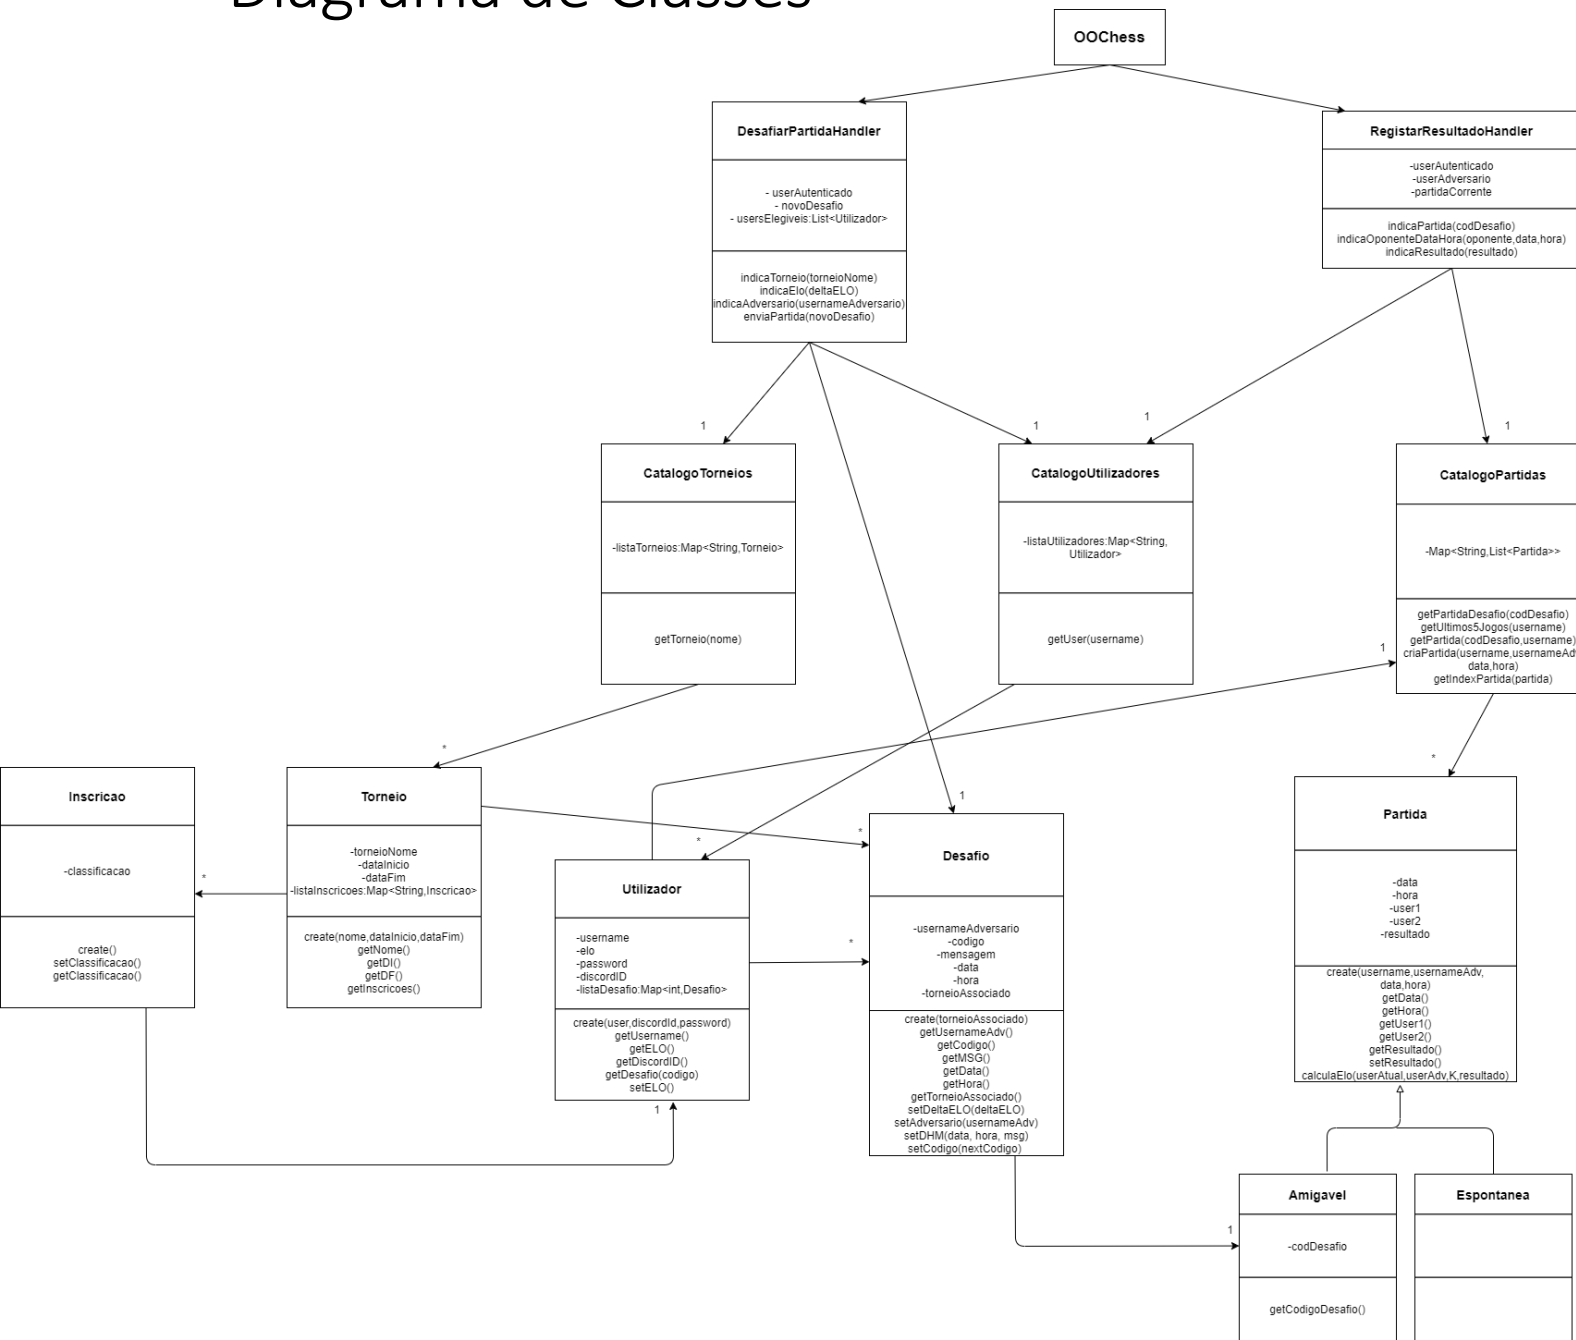 Diagrama de Classes
OOChess
DesafiarPartidaHandler
- userAutenticado
- novoDesafio
- usersElegiveis:List<Utilizador>
indicaTorneio(torneioNome)
indicaElo(deltaELO)
indicaAdversario(usernameAdversario)
enviaPartida(novoDesafio)
RegistarResultadoHandler
-userAutenticado
-userAdversario
-partidaCorrente
indicaPartida(codDesafio)
indicaOponenteDataHora(oponente,data,hora)
indicaResultado(resultado)
1
1
1
1
CatalogoTorneios
-listaTorneios:Map<String,Torneio>
getTorneio(nome)
CatalogoUtilizadores
-listaUtilizadores:Map<String,
Utilizador>
getUser(username)
CatalogoPartidas
-Map<String,List<Partida>>
getPartidaDesafio(codDesafio)
getUltimos5Jogos(username)
getPartida(codDesafio,username)
criaPartida(username,usernameAdv
data,hora)
getIndexPartida(partida)
1
*
*
Inscricao
-classificacao
create()
setClassificacao()
getClassificacao()
*
Torneio
-torneioNome
-dataInicio
-dataFim
-listaInscricoes:Map<String,Inscricao>
create(nome,dataInicio,dataFim)
getNome()
getDI()
getDF()
getInscricoes()
*
Utilizador
-username
-elo
-password
-discordID
-listaDesafio:Map<int,Desafio>
create(user,discordId,password)
getUsername()
getELO()
getDiscordID()
getDesafio(codigo)
setELO()
1
1
*
*
Desafio
-usernameAdversario
-codigo
-mensagem
-data
-hora
-torneioAssociado
create(torneioAssociado)
getUsernameAdv()
getCodigo()
getMSG()
getData()
getHora()
getTorneioAssociado()
setDeltaELO(deltaELO)
setAdversario(usernameAdv)
setDHM(data, hora, msg)
setCodigo(nextCodigo)
Partida
-data
-hora
-user1
-user2
-resultado
create(username,usernameAdv,
data,hora)
getData()
getHora()
getUser1()
getUser2()
getResultado()
setResultado()
calculaElo(userAtual,userAdv,K,resultado)
1
Amigavel
-codDesafio
getCodigoDesafio()
Espontanea